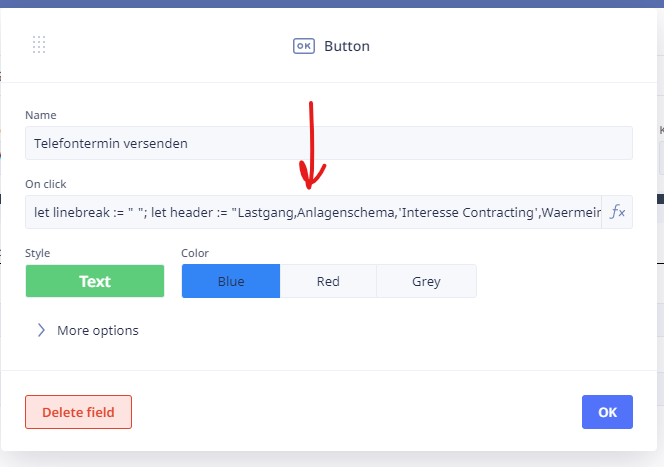 OK Button
Name
Telefontermin versenden
On click
let linebreak := " "; let header := "Lastgang,Anlagenschema,'Interesse Contracting',Waermeir fx
Style Color
Text Blue Red Grey
More options
Delete field OK